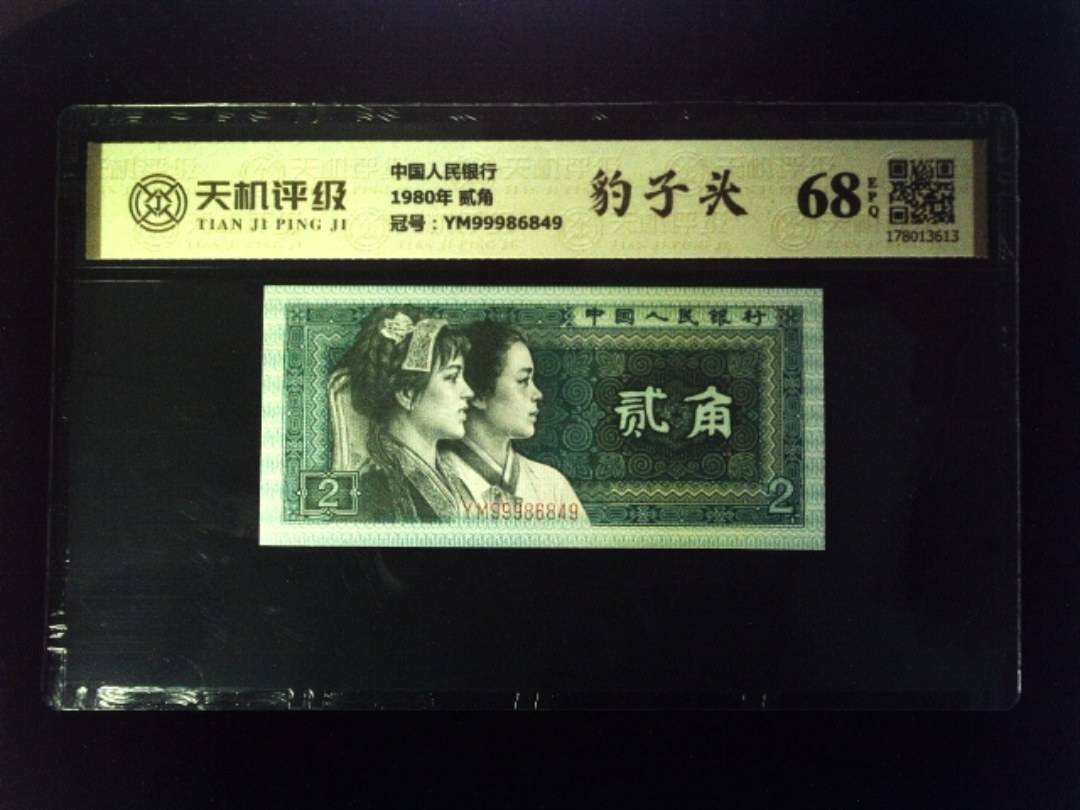 天机评级
TIAN JI PING JI
中国人民银行
1980年 贰角
冠号：YM99986849
豹子头
68
EPQ
178013613
中国人民银行
贰角
2
YM99986849
2